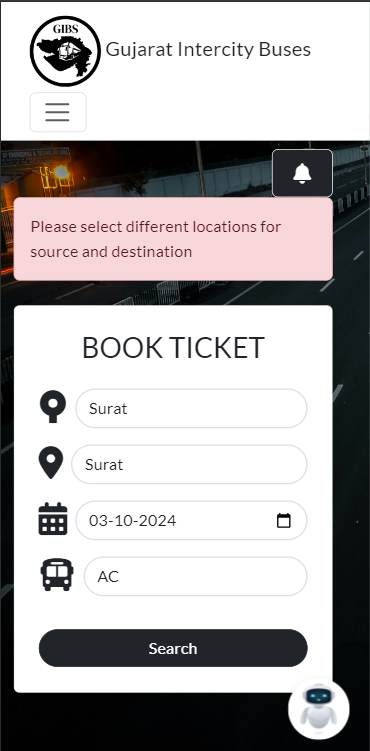 GIBS
Gujarat Intercity Buses
Please select different locations for
source and destination
BOOK TICKET
Surat
Surat
03-10-2024
AC
Search